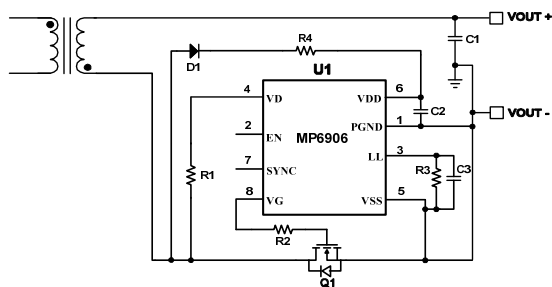 VOUT +
R4
C1
D1
U1
4
VD
VDD
6
C2
2
EN
MP6906
PGND
1
VOUT -
LL
3
7
SYNC
R1
R3
C3
8
VG
VSS
5
R2
Q1